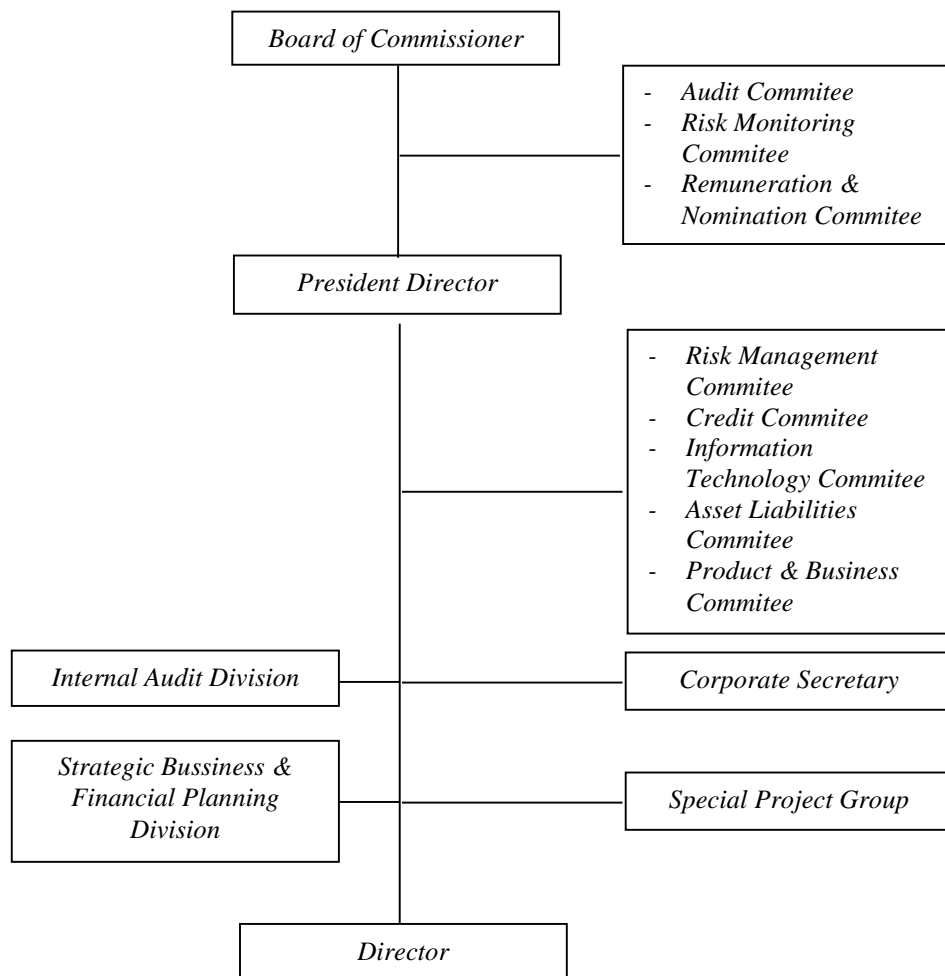 Board of Commissioner
- Audit Commitee
- Risk Monitoring
Commitee
- Remuneration &
Nomination Commitee
President Director
- Risk Management
Commitee
- Credit Commitee
- Information
Technology Commitee
- Asset Liabilities
Commitee
- Product & Business
Commitee
Internal Audit Division
Corporate Secretary
Strategic Bussiness &
Financial Planning
Division
Special Project Group
Director